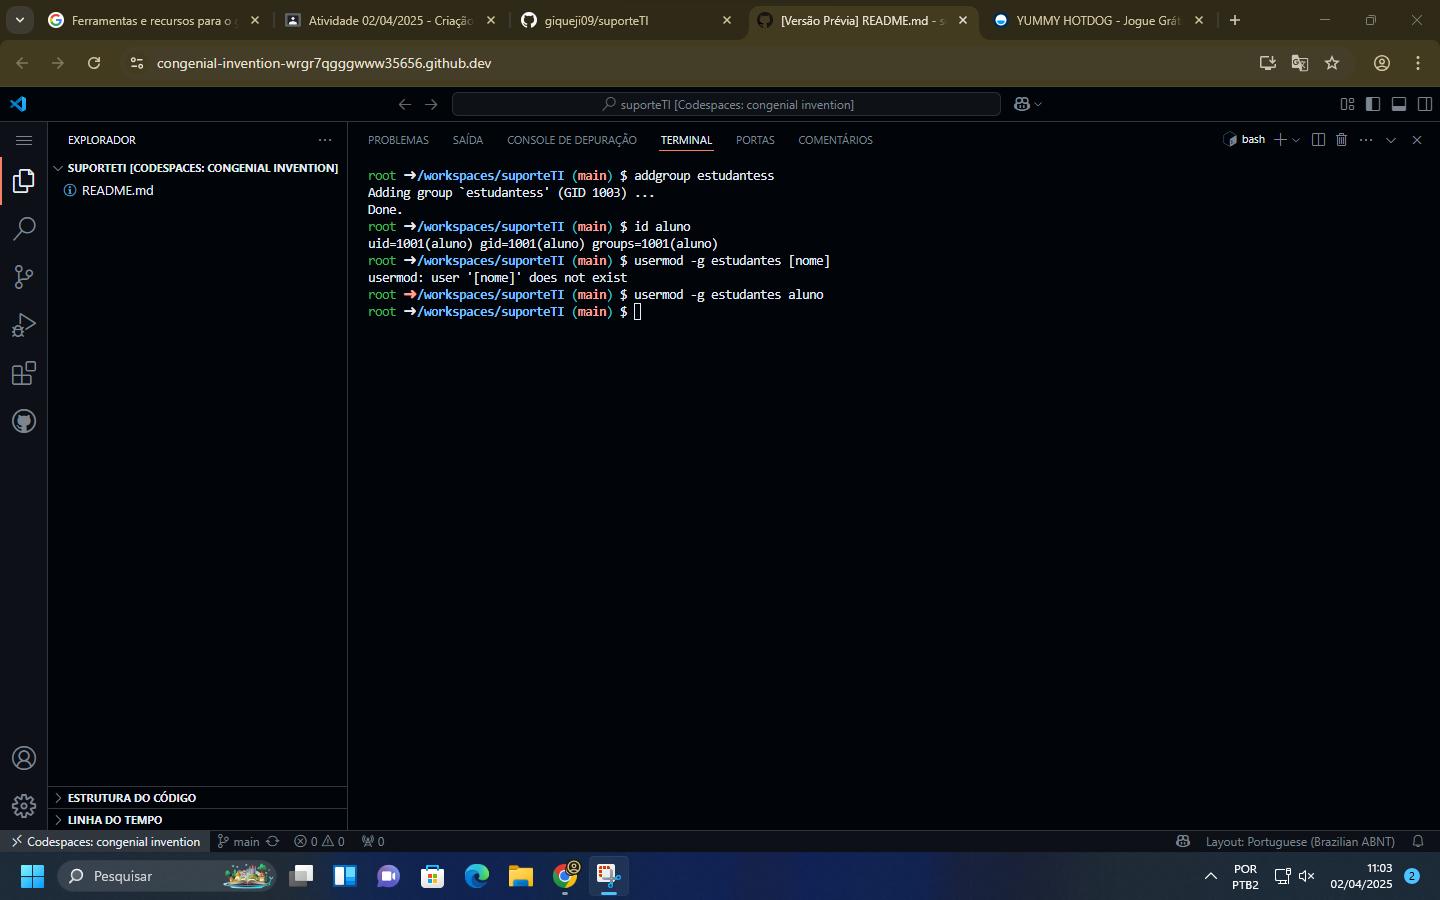 Ferramentas e recursos para o
Atividade 02/04/2025 - Criação
giqueji09/suporteTI
[Versão Prévia] README.md - s
YUMMY HOTDOG - Jogue Grát
congenial-invention-wrgr7qgggwww35656.github.dev
suporteTI [Codespaces: congenial invention]
EXPLORADOR
PROBLEMAS SAÍDA CONSOLE DE DEPURAÇÃO TERMINAL PORTAS COMENTÁRIOS
bash
SUPORTETI [CODESPACES: CONGENIAL INVENTION]
README.md
root ➜/workspaces/suporteTI (main) $ addgroup estudantess
Adding group `estudantess' (GID 1003) ...
Done.
root ➜/workspaces/suporteTI (main) $ id aluno
uid=1001(aluno) gid=1001(aluno) groups=1001(aluno)
root ➜/workspaces/suporteTI (main) $ usermod -g estudantes [nome]
usermod: user '[nome]' does not exist
root ➜/workspaces/suporteTI (main) $ usermod -g estudantes aluno
root ➜/workspaces/suporteTI (main) $
ESTRUTURA DO CÓDIGO
LINHA DO TEMPO
Codespaces: congenial invention
main
0 0
0
Layout: Portuguese (Brazilian ABNT)
Pesquisar
POR
PTB2
11:03
02/04/2025
2